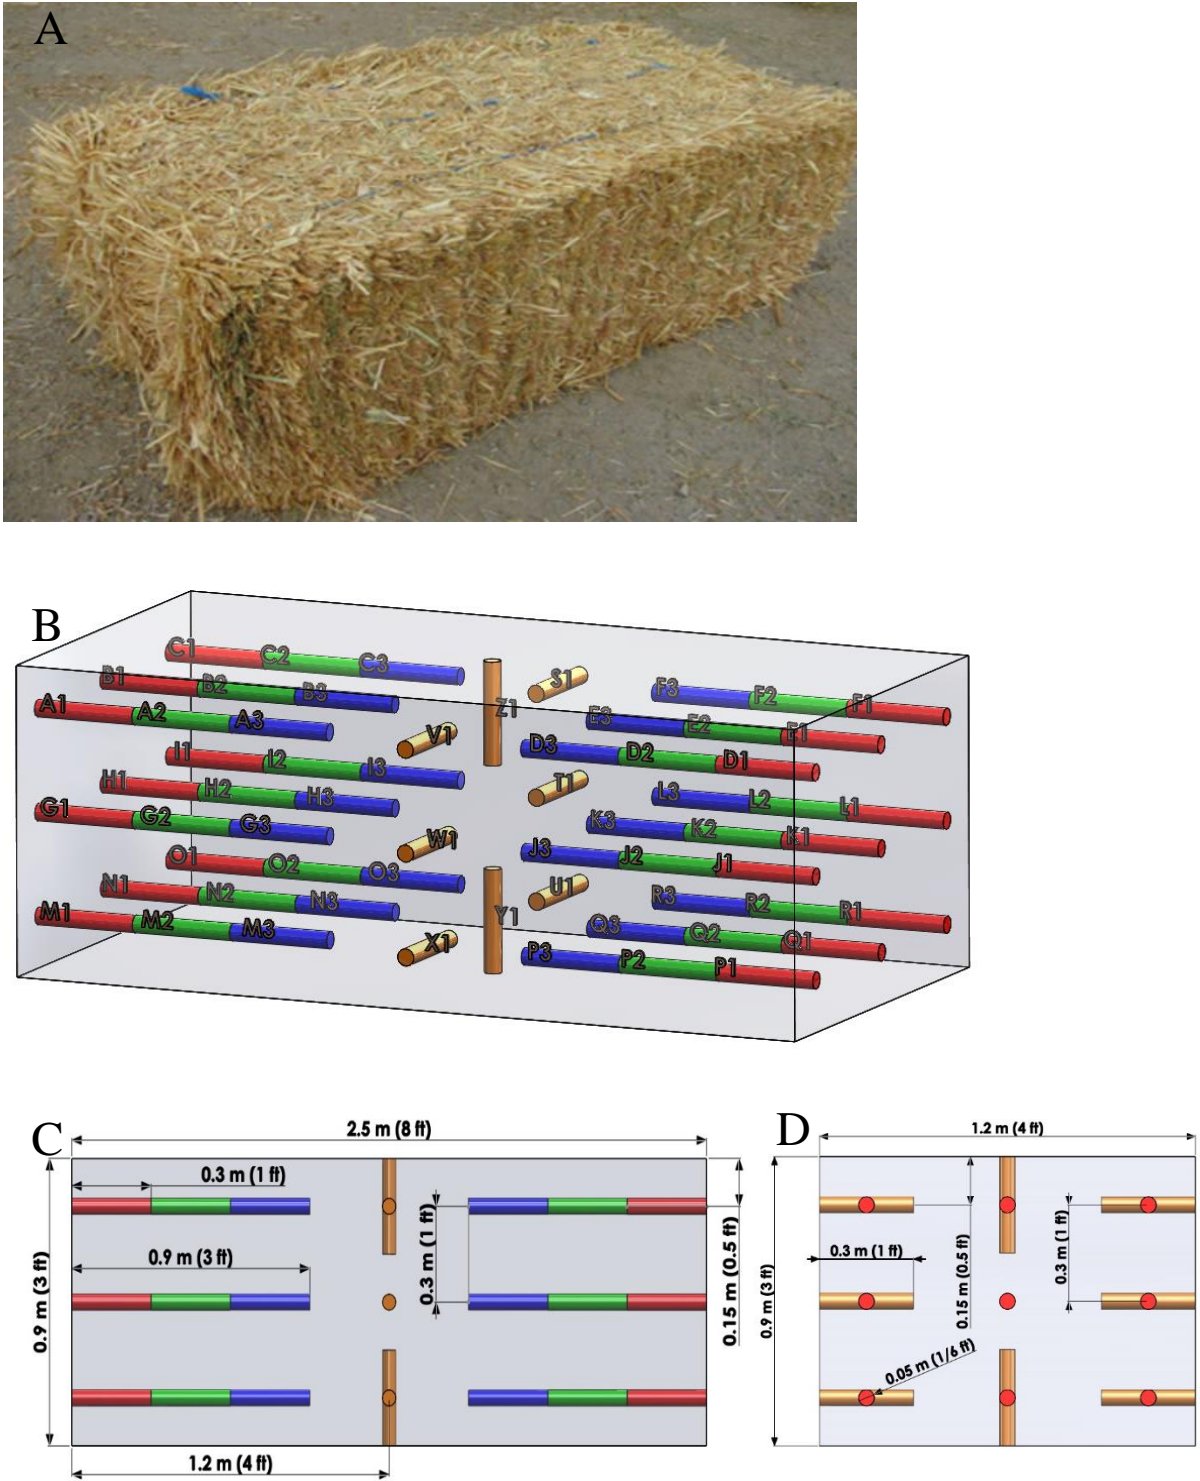 A
B
C1 C2 C3
B1 B2 B3
A1 A2 A3
S1
Z1
V1
F3 F2 F1
E3 E2 E1
D3 D2 D1
I1 I2 I3
H1 H2 H3
G1 G2 G3
T1
W1
L3 L2 L1
K3 K2 K1
J3 J2 J1
O1 O2 O3
N1 N2 N3
M1 M2 M3
U1
Y1
X1
R3 R2 R1
Q3 Q2 Q1
P3 P2 P1
C
2.5 m (8 ft)
0.3 m (1 ft)
0.9 m (3 ft)
0.9 m (3 ft)
0.3 m (1 ft)
0.15 m (0.5 ft)
1.2 m (4 ft)
D
1.2 m (4 ft)
0.3 m (1 ft)
0.9 m (3 ft)
0.15 m (0.5 ft)
0.3 m (1 ft)
0.05 m (1/6 ft)